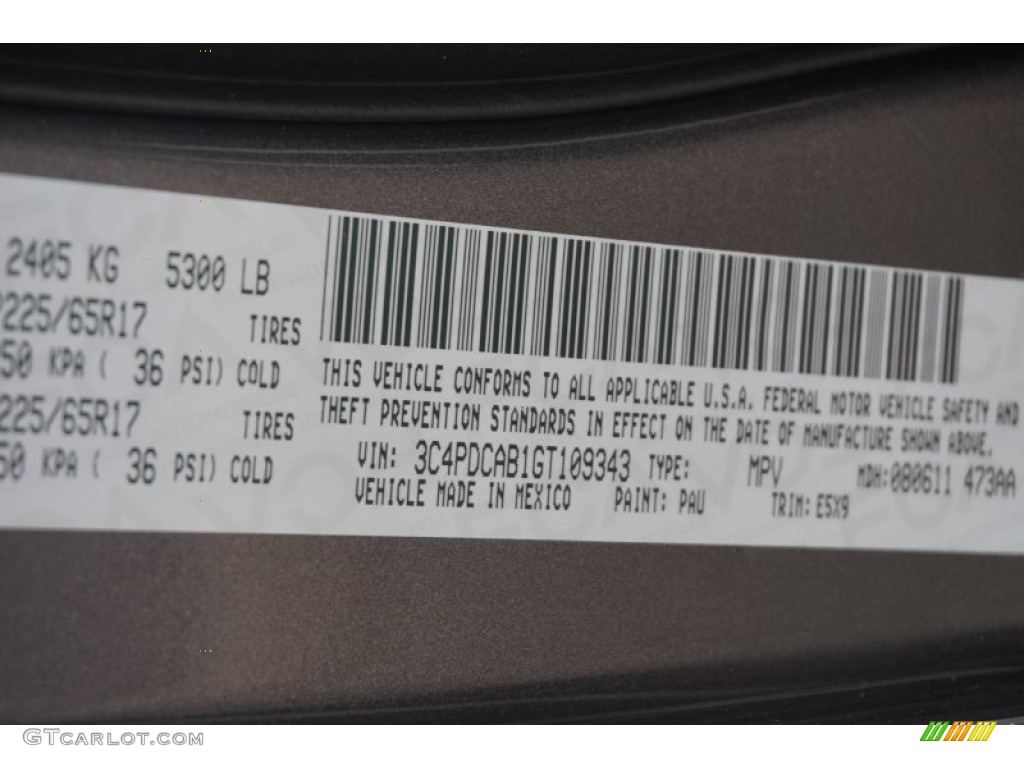 2405 KG 5300 LB
225/65R17 TIRES
50 KPA ( 36 PSI) COLD
225/65R17 TIRES
50 KPA ( 36 PSI) COLD
THIS VEHICLE CONFORMS TO ALL APPLICABLE U.S.A. FEDERAL MOTOR VEHICLE SAFETY AND
THEFT PREVENTION STANDARDS IN EFFECT ON THE DATE OF MANUFACTURE SHOWN ABOVE.
VIN: 3C4PDCAB1GT109343 TYPE: MPV MDH:080611 473AA
VEHICLE MADE IN MEXICO PAINT: PAU TRIM: E5X9
GTCARLOT.COM